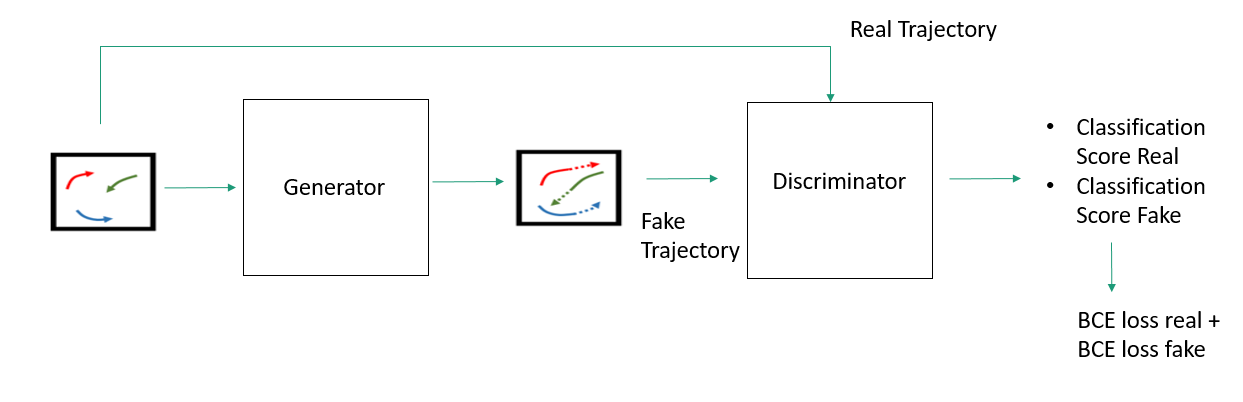 Real Trajectory
Generator
Fake
Trajectory
Discriminator
• Classification
Score Real
• Classification
Score Fake
BCE loss real +
BCE loss fake